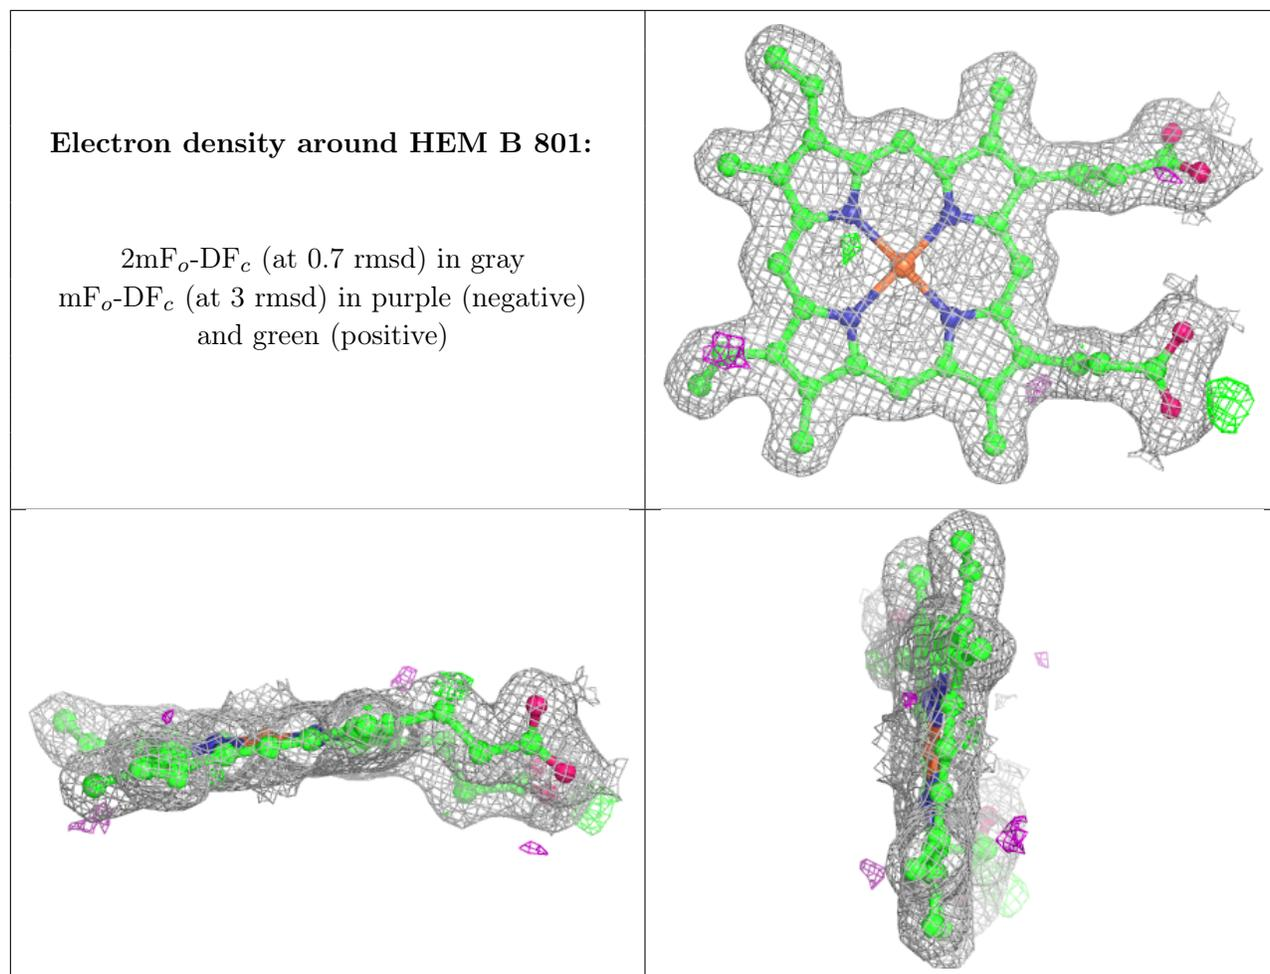 Electron density around HEM B 801:
2mFo-DFc (at 0.7 rmsd) in gray
mFo-DFc (at 3 rmsd) in purple (negative)
and green (positive)